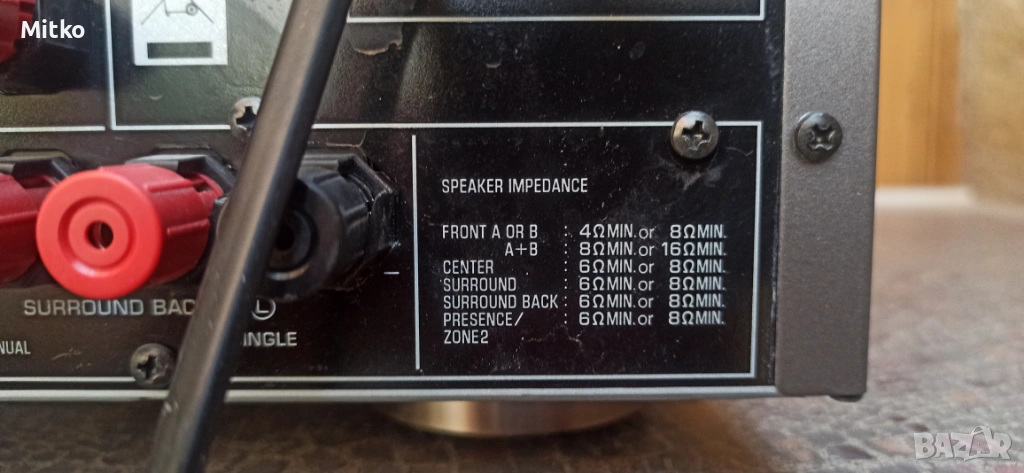 Mitko
SPEAKER IMPEDANCE
FRONT A OR B : 4ΩMIN. or 8ΩMIN.
A+B : 8ΩMIN. or 16ΩMIN.
CENTER : 6ΩMIN. or 8ΩMIN.
SURROUND : 6ΩMIN. or 8ΩMIN.
SURROUND BACK : 6ΩMIN. or 8ΩMIN.
PRESENCE/ : 6ΩMIN. or 8ΩMIN.
ZONE2
SURROUND BAC L
INGLE
NUAL
BAZAR